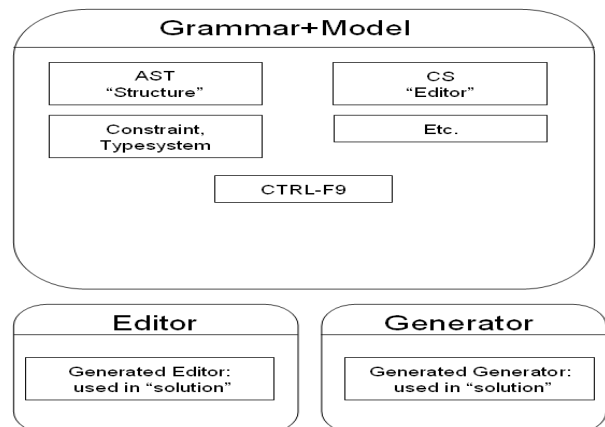 Grammar+Model
AST
“Structure”
CS
“Editor”
Constraint,
Typesystem
Etc.
CTRL-F9
Editor
Generated Editor:
used in “solution”
Generator
Generated Generator:
used in “solution”